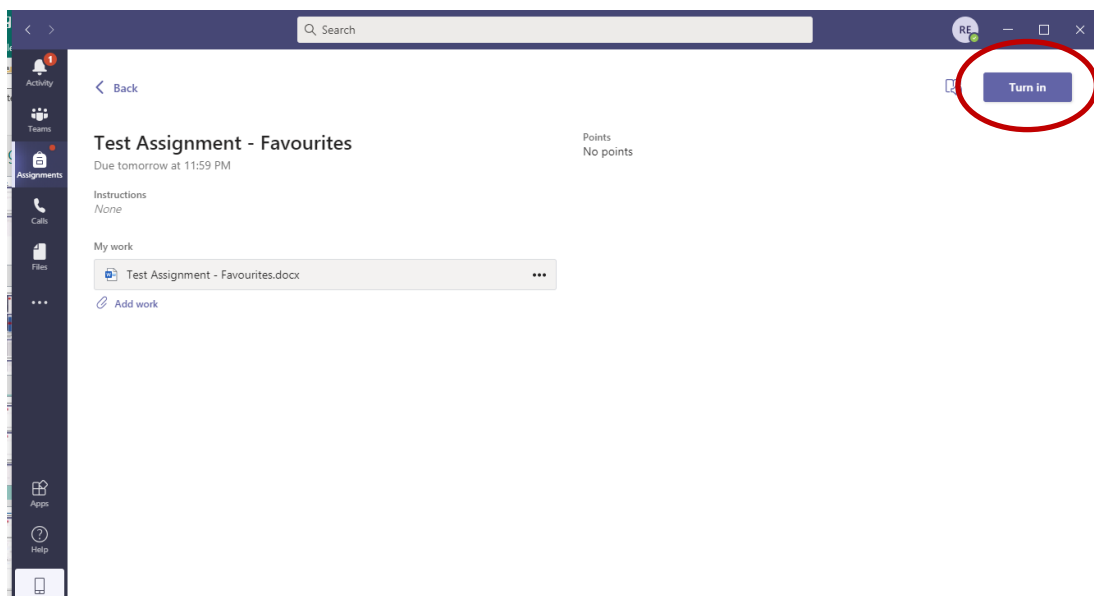 Search
RE
1
Activity
Teams
Assignments
Calls
Files
Apps
Help
Back
Turn in
Test Assignment - Favourites
Due tomorrow at 11:59 PM
Points
No points
Instructions
None
My work
Test Assignment - Favourites.docx
Add work